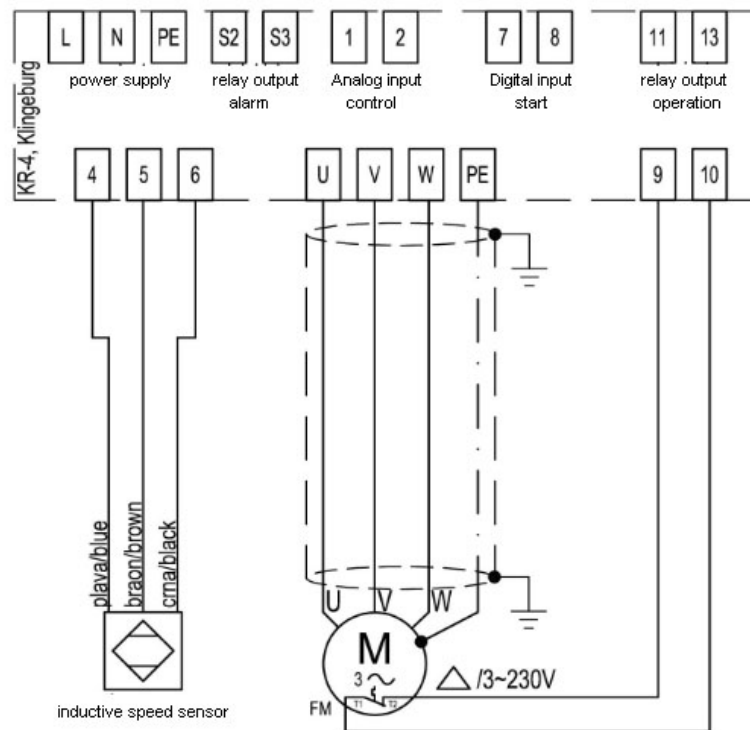 L N PE S2 S3 1 2 7 8 11 13
power supply relay output alarm Analog input control Digital input start relay output operation
KR-4, Klingeburg
4 5 6 U V W PE 9 10
plava/blue
braon/brown
crna/black
U V W
M
3
△ /3~230V
FM T1 T2
inductive speed sensor